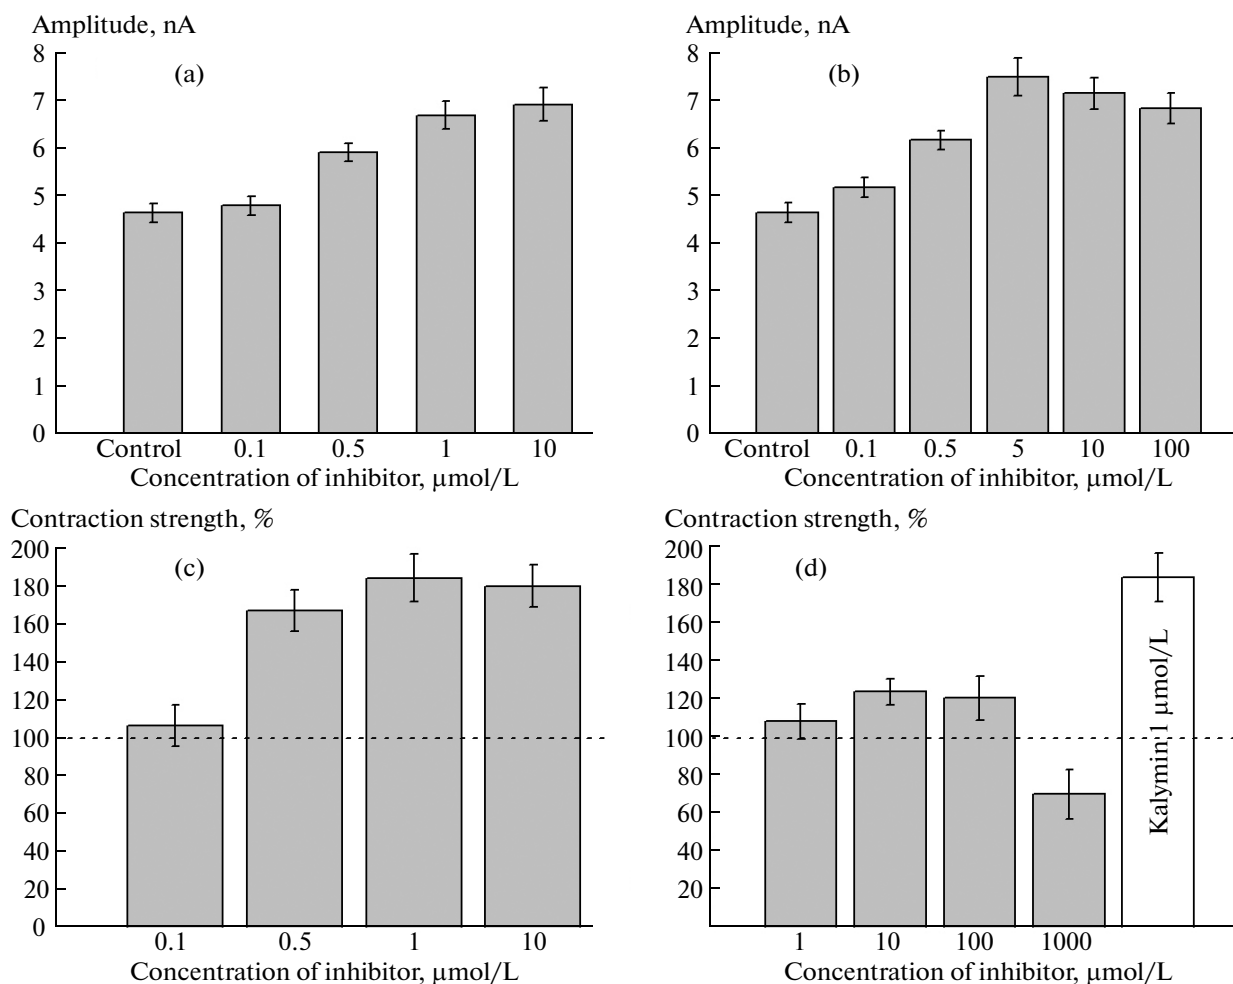 Amplitude, nA
(a)
8
7
6
5
4
3
2
1
0
Control 0.1 0.5 1 10
Concentration of inhibitor, µmol/L
Amplitude, nA
(b)
8
7
6
5
4
3
2
1
0
Control 0.1 0.5 5 10 100
Concentration of inhibitor, µmol/L
Contraction strength, %
(c)
200
180
160
140
120
100
80
60
40
20
0
0.1 0.5 1 10
Concentration of inhibitor, µmol/L
Contraction strength, %
(d)
200
180
160
140
120
100
80
60
40
20
Kalymin 1 µmol/L
1 10 100 1000
Concentration of inhibitor, µmol/L